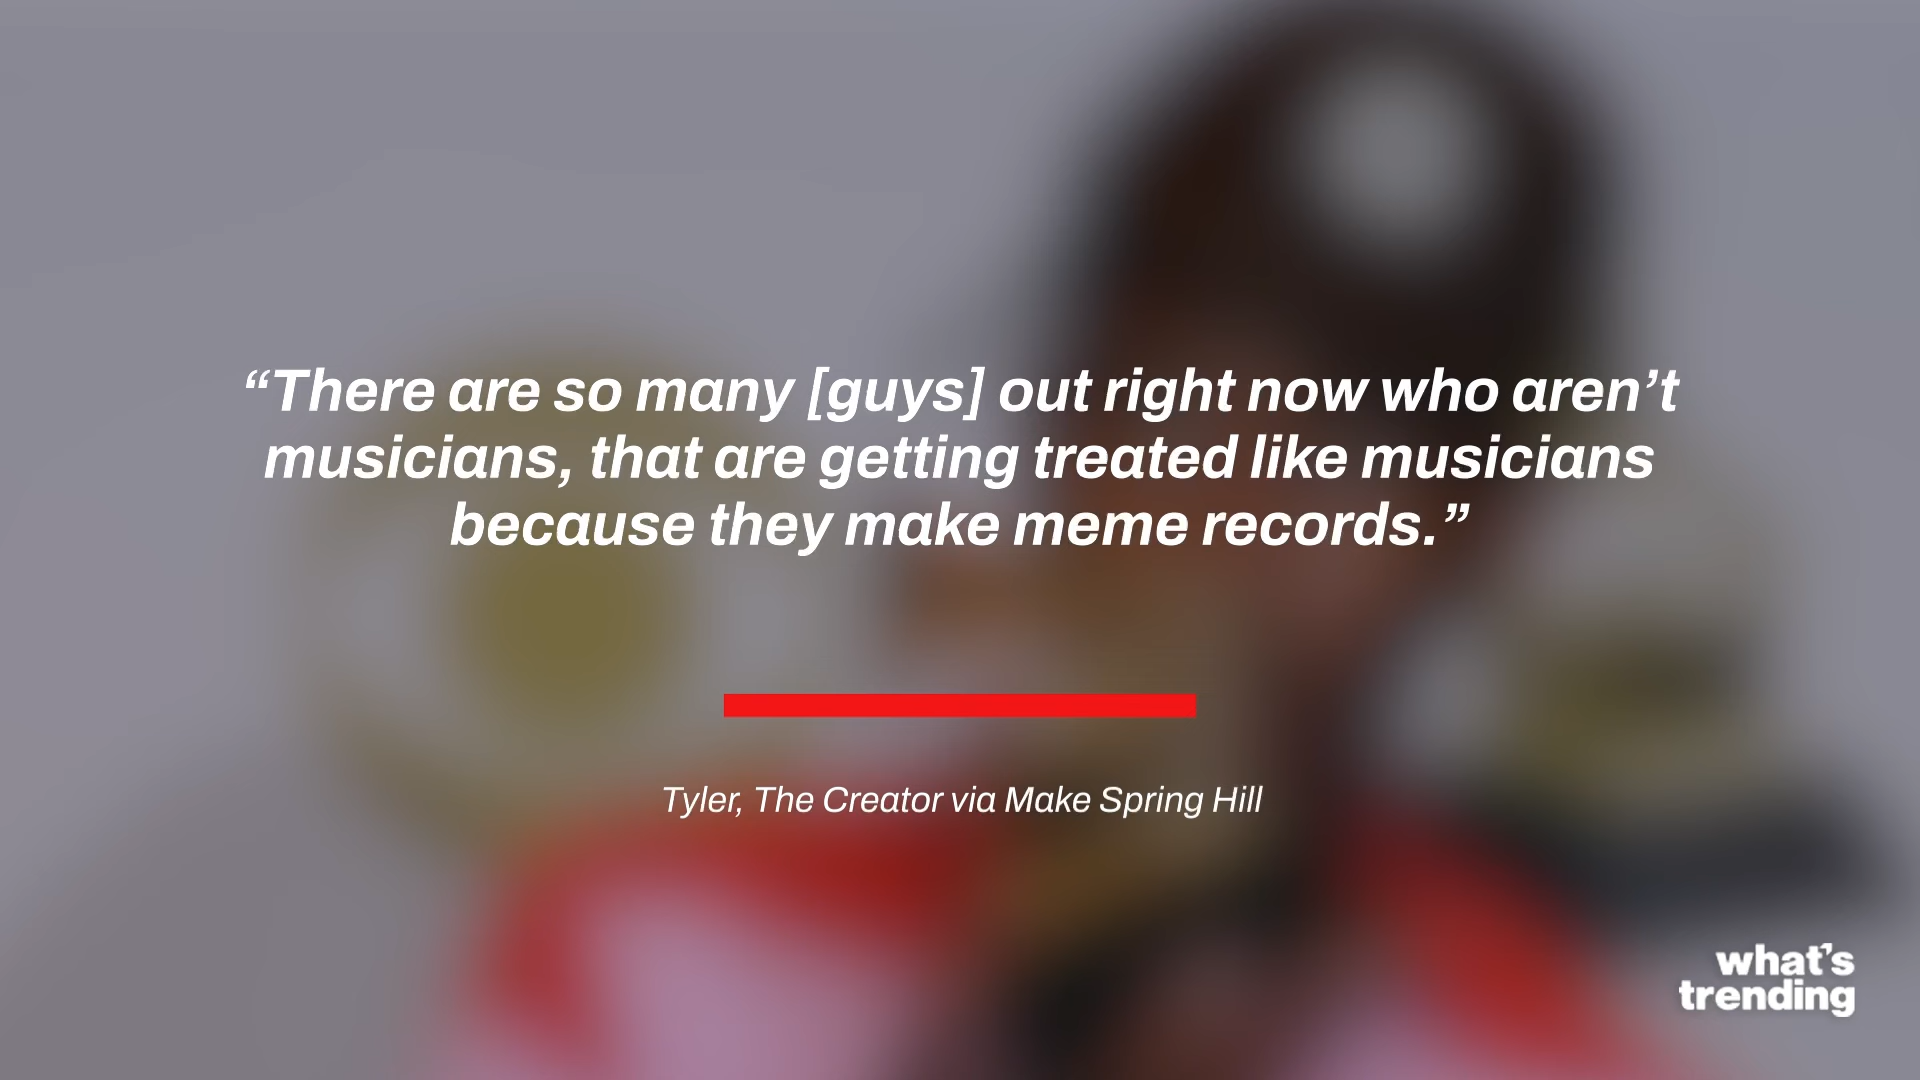 “There are so many [guys] out right now who aren’t
musicians, that are getting treated like musicians
because they make meme records.”
Tyler, The Creator via Make Spring Hill
what’s
trending